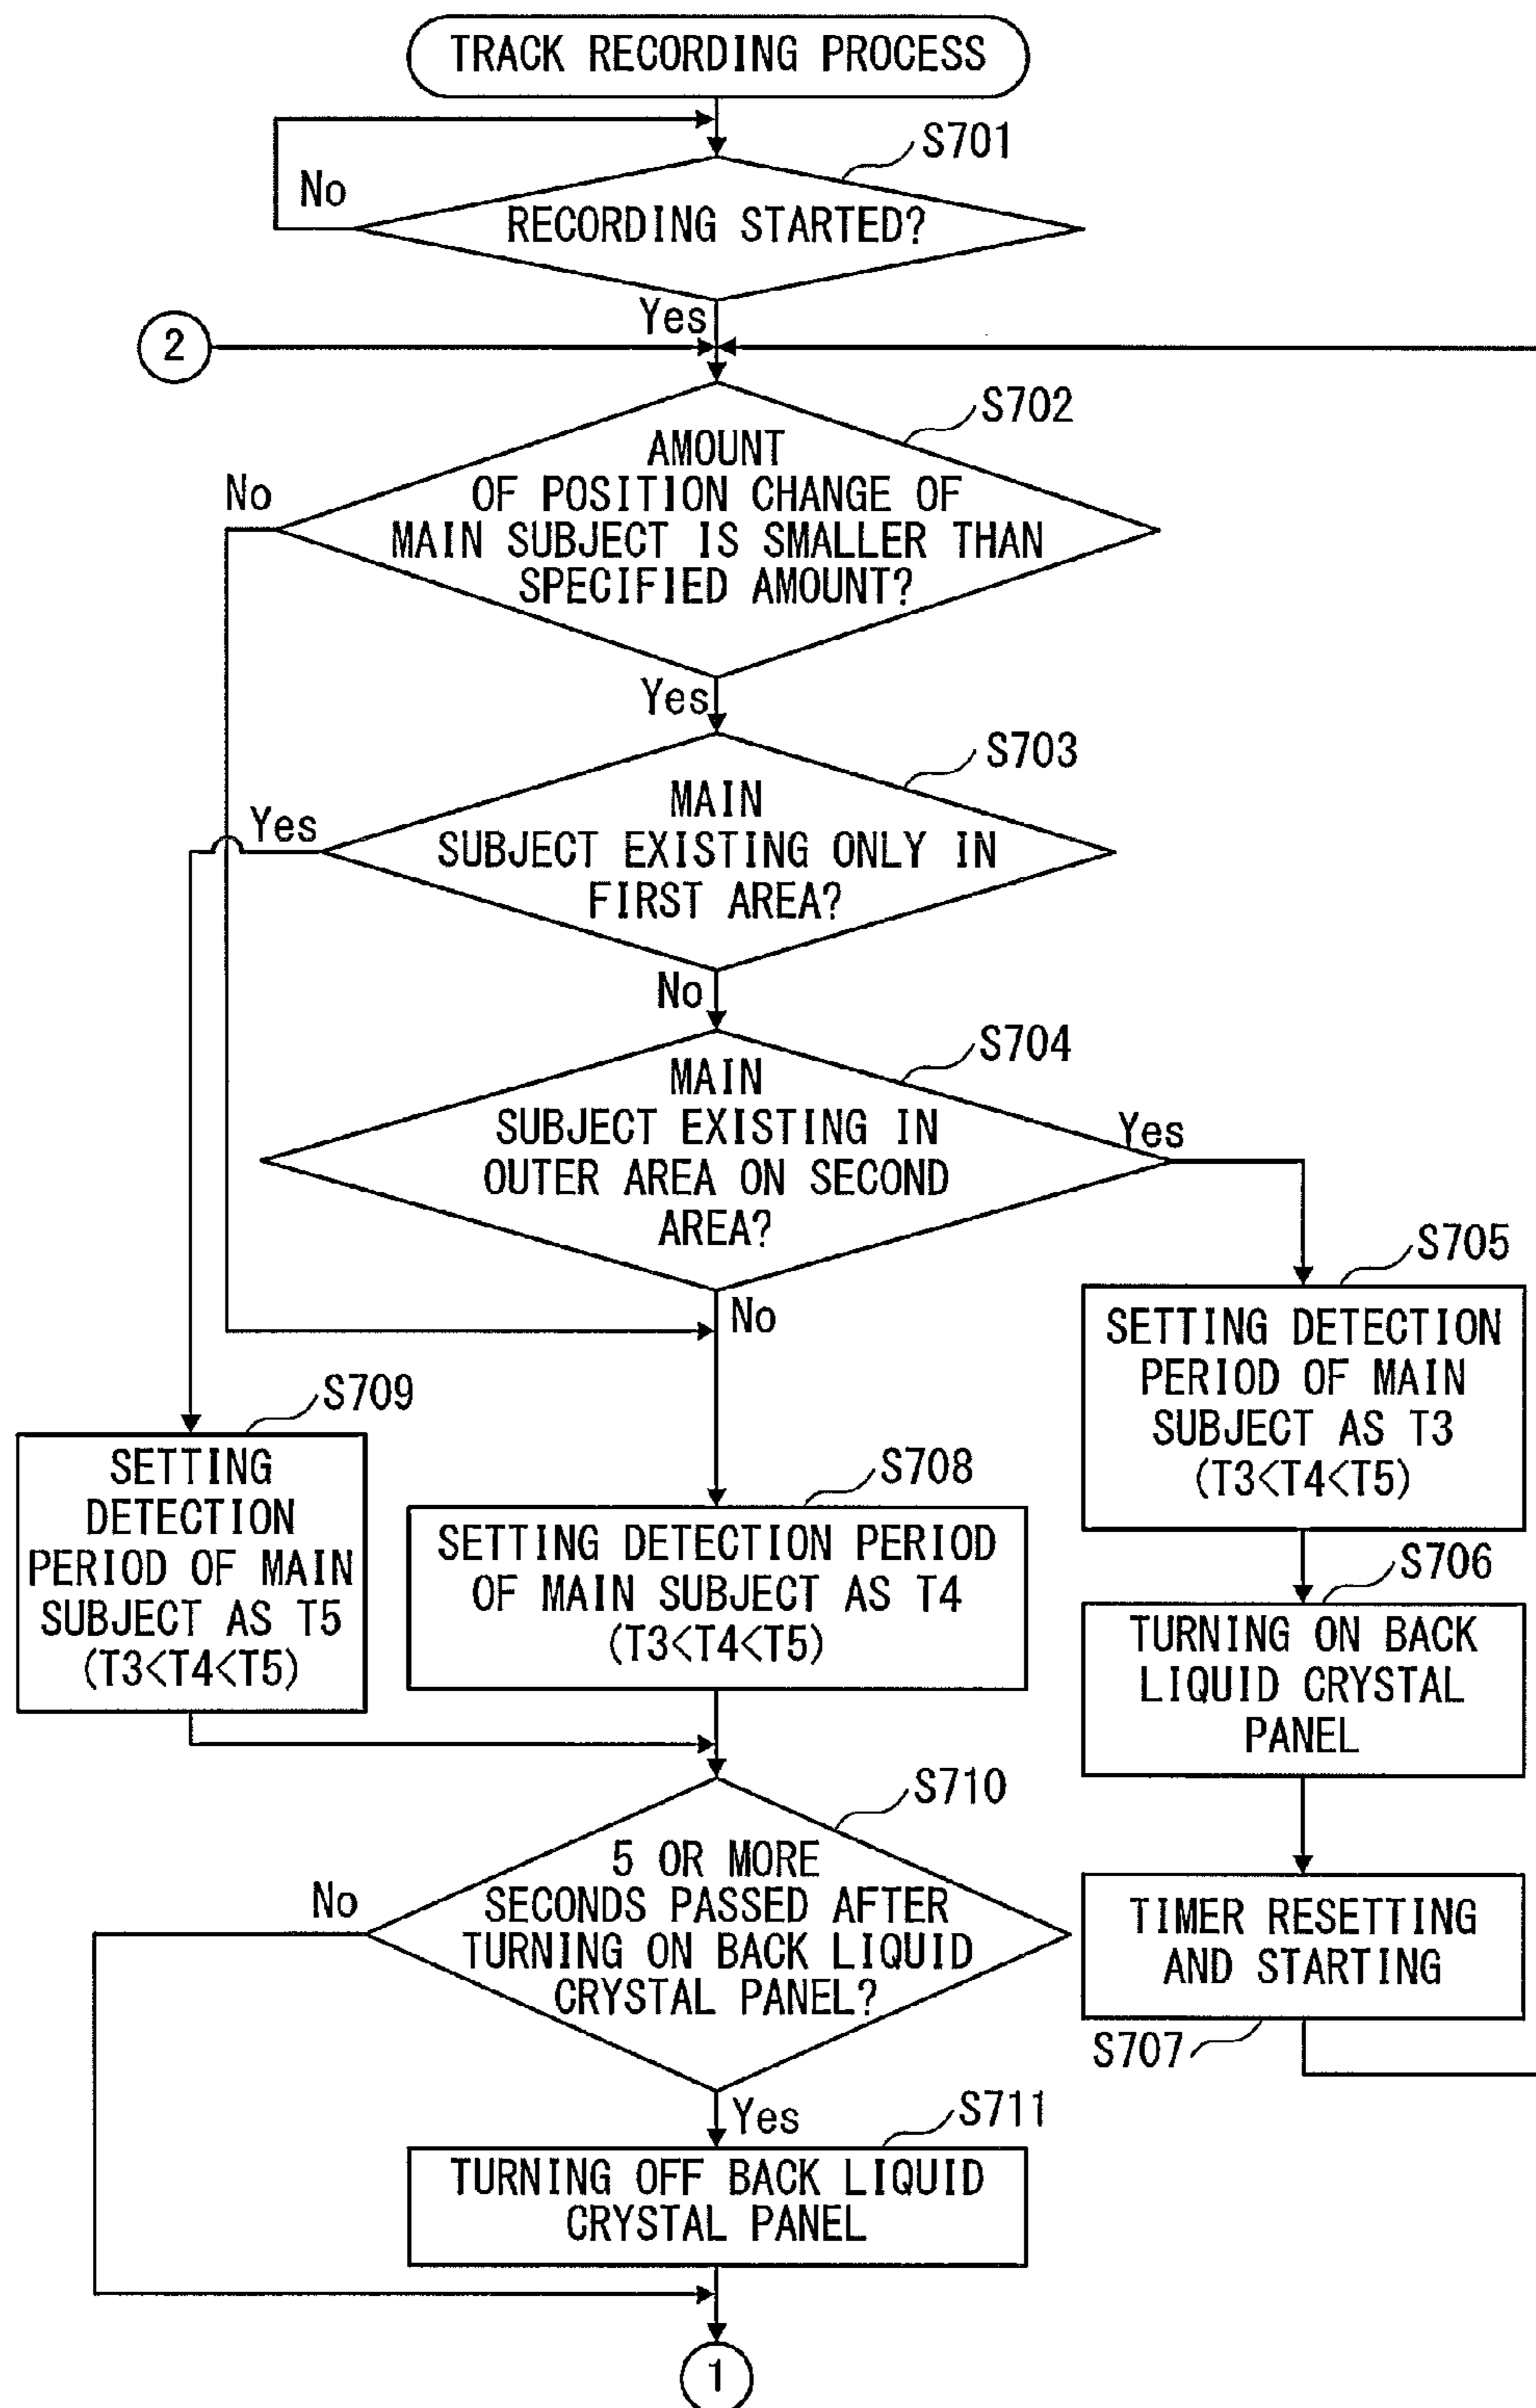 TRACK RECORDING PROCESS
S701
No
RECORDING STARTED?
Yes
2
S702
No
AMOUNT
OF POSITION CHANGE OF
MAIN SUBJECT IS SMALLER THAN
SPECIFIED AMOUNT?
Yes
S703
Yes
MAIN
SUBJECT EXISTING ONLY IN
FIRST AREA?
No
S704
MAIN
SUBJECT EXISTING IN
OUTER AREA ON SECOND
AREA?
Yes
No
S705
SETTING DETECTION
PERIOD OF MAIN
SUBJECT AS T3
(T3<T4<T5)
S709
SETTING
DETECTION
PERIOD OF MAIN
SUBJECT AS T5
(T3<T4<T5)
S708
SETTING DETECTION PERIOD
OF MAIN SUBJECT AS T4
(T3<T4<T5)
S706
TURNING ON BACK
LIQUID CRYSTAL
PANEL
S710
5 OR MORE
SECONDS PASSED AFTER
TURNING ON BACK LIQUID
CRYSTAL PANEL?
No
TIMER RESETTING
AND STARTING
S707
Yes
S711
TURNING OFF BACK LIQUID
CRYSTAL PANEL
1